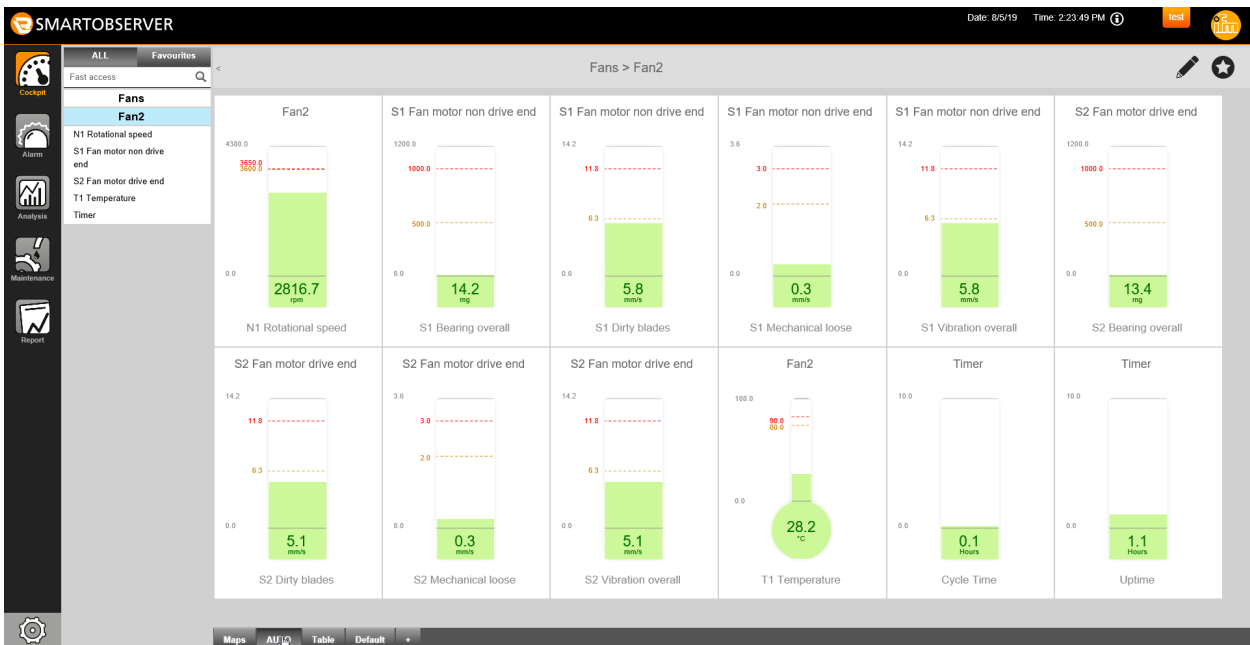 SMARTOBSERVER
Date: 8/5/19 Time: 2:23:49 PM
test
ifm
Cockpit
Alarm
Analysis
Maintenance
Report
ALL Favourites
Fast access
Fans
Fan2
N1 Rotational speed
S1 Fan motor non drive
end
S2 Fan motor drive end
T1 Temperature
Timer
<
Fans > Fan2
Fan2
4380.0
3650.0
3600.0
0.0
2816.7
rpm
N1 Rotational speed
S1 Fan motor non drive end
1200.0
1000.0
500.0
0.0
14.2
mg
S1 Bearing overall
S1 Fan motor non drive end
14.2
11.8
6.3
0.0
5.8
mm/s
S1 Dirty blades
S1 Fan motor non drive end
3.6
3.0
2.0
0.0
0.3
mm/s
S1 Mechanical loose
S1 Fan motor non drive end
14.2
11.8
6.3
0.0
5.8
mm/s
S1 Vibration overall
S2 Fan motor drive end
1200.0
1000.0
500.0
0.0
13.4
mg
S2 Bearing overall
S2 Fan motor drive end
14.2
11.8
6.3
0.0
5.1
mm/s
S2 Dirty blades
S2 Fan motor drive end
3.6
3.0
2.0
0.0
0.3
mm/s
S2 Mechanical loose
S2 Fan motor drive end
14.2
11.8
6.3
0.0
5.1
mm/s
S2 Vibration overall
Fan2
108.0
90.0
80.0
0.0
28.2
°C
T1 Temperature
Timer
10.0
0.0
0.1
Hours
Cycle Time
Timer
10.0
0.0
1.1
Hours
Uptime
Maps AUTO Table Default +